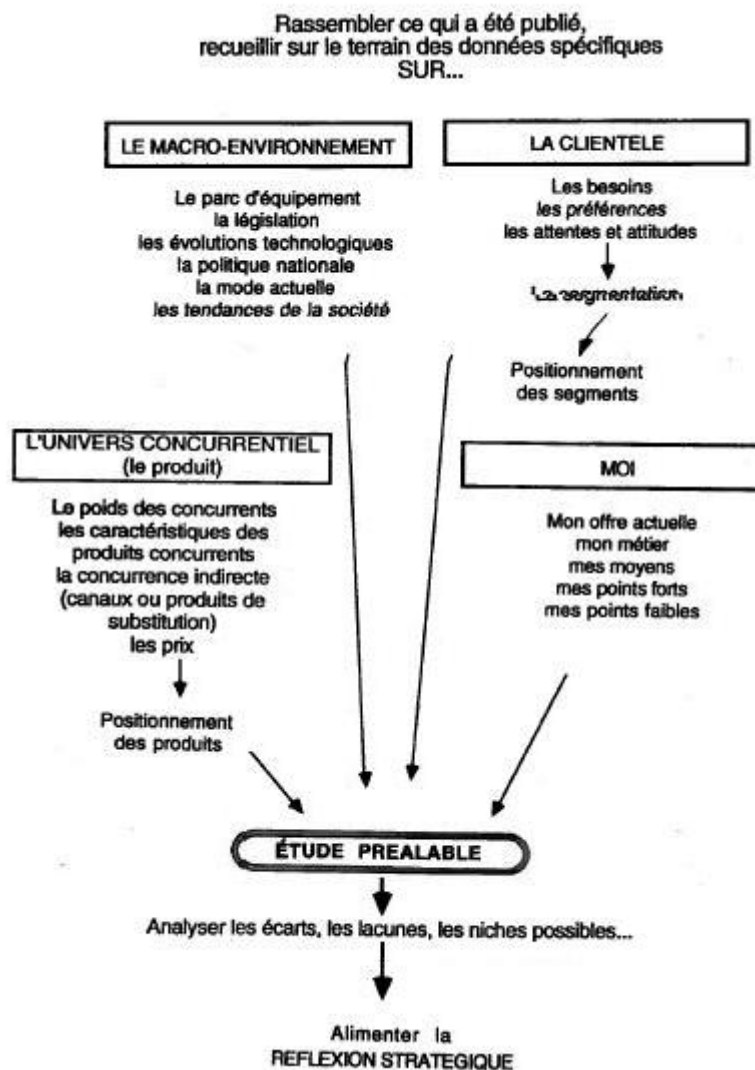 Rassembler ce qui a été publié,
recueillir sur le terrain des données spécifiques
SUR...
LE MACRO-ENVIRONNEMENT
Le parc d'équipement
la législation
les évolutions technologiques
la politique nationale
la mode actuelle
les tendances de la société
LA CLIENTELE
Les besoins
les préférences
les attentes et attitudes
La segmentation
Positionnement
des segments
L'UNIVERS CONCURRENTIEL
(le produit)
Le poids des concurrents
les caractéristiques des
produits concurrents
la concurrence indirecte
(canaux ou produits de
substitution)
les prix
Positionnement
des produits
MOI
Mon offre actuelle
mon métier
mes moyens
mes points forts
mes points faibles
ÉTUDE PREALABLE
Analyser les écarts, les lacunes, les niches possibles...
Alimenter la
REFLEXION STRATEGIQUE